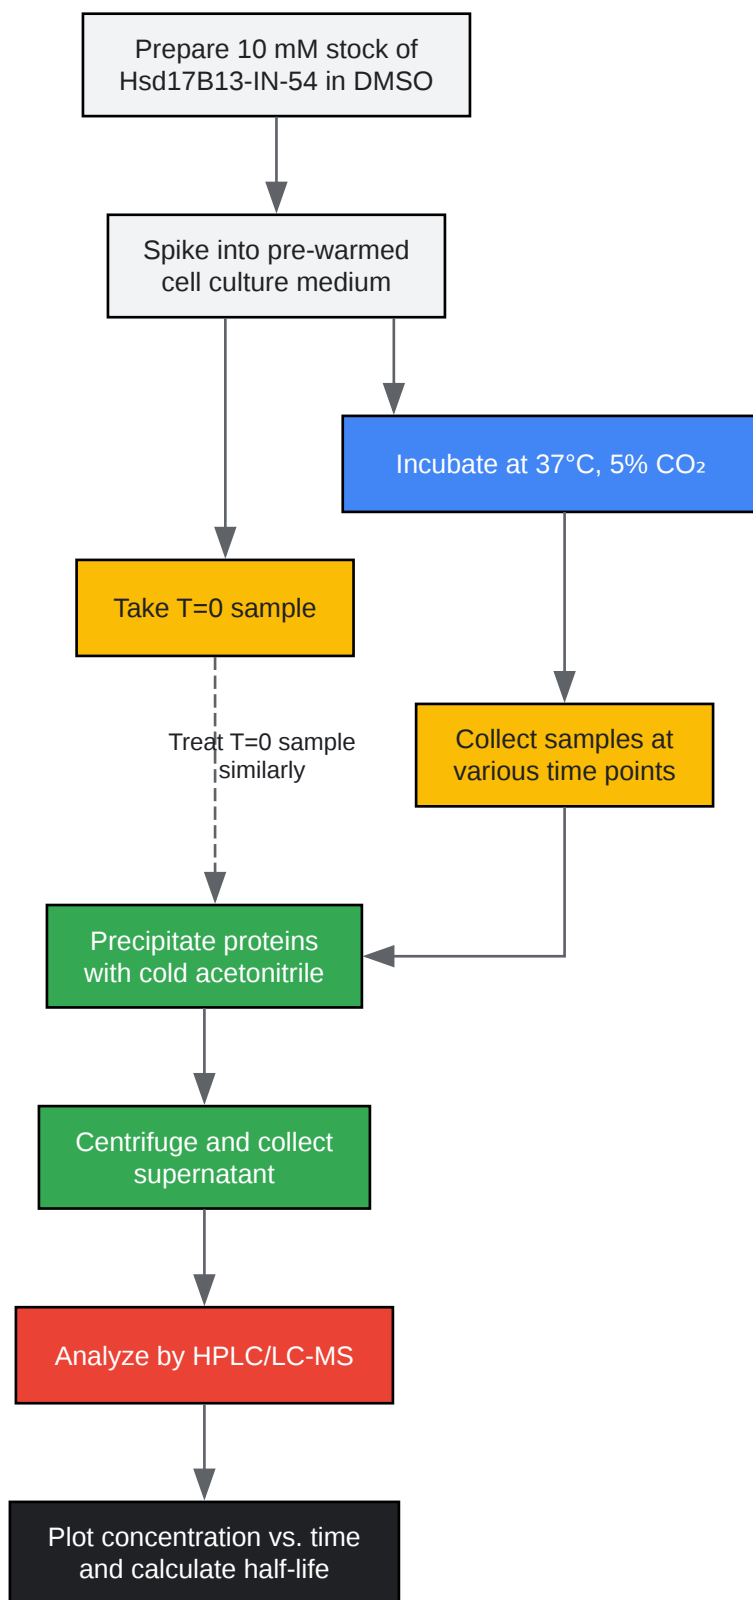 Prepare 10 mM stock of
Hsd17B13-IN-54 in DMSO
Spike into pre-warmed
cell culture medium
Incubate at 37°C, 5% CO₂
Take T=0 sample
Collect samples at
various time points
Treat T=0 sample
similarly
Precipitate proteins
with cold acetonitrile
Centrifuge and collect
supernatant
Analyze by HPLC/LC-MS
Plot concentration vs. time
and calculate half-life